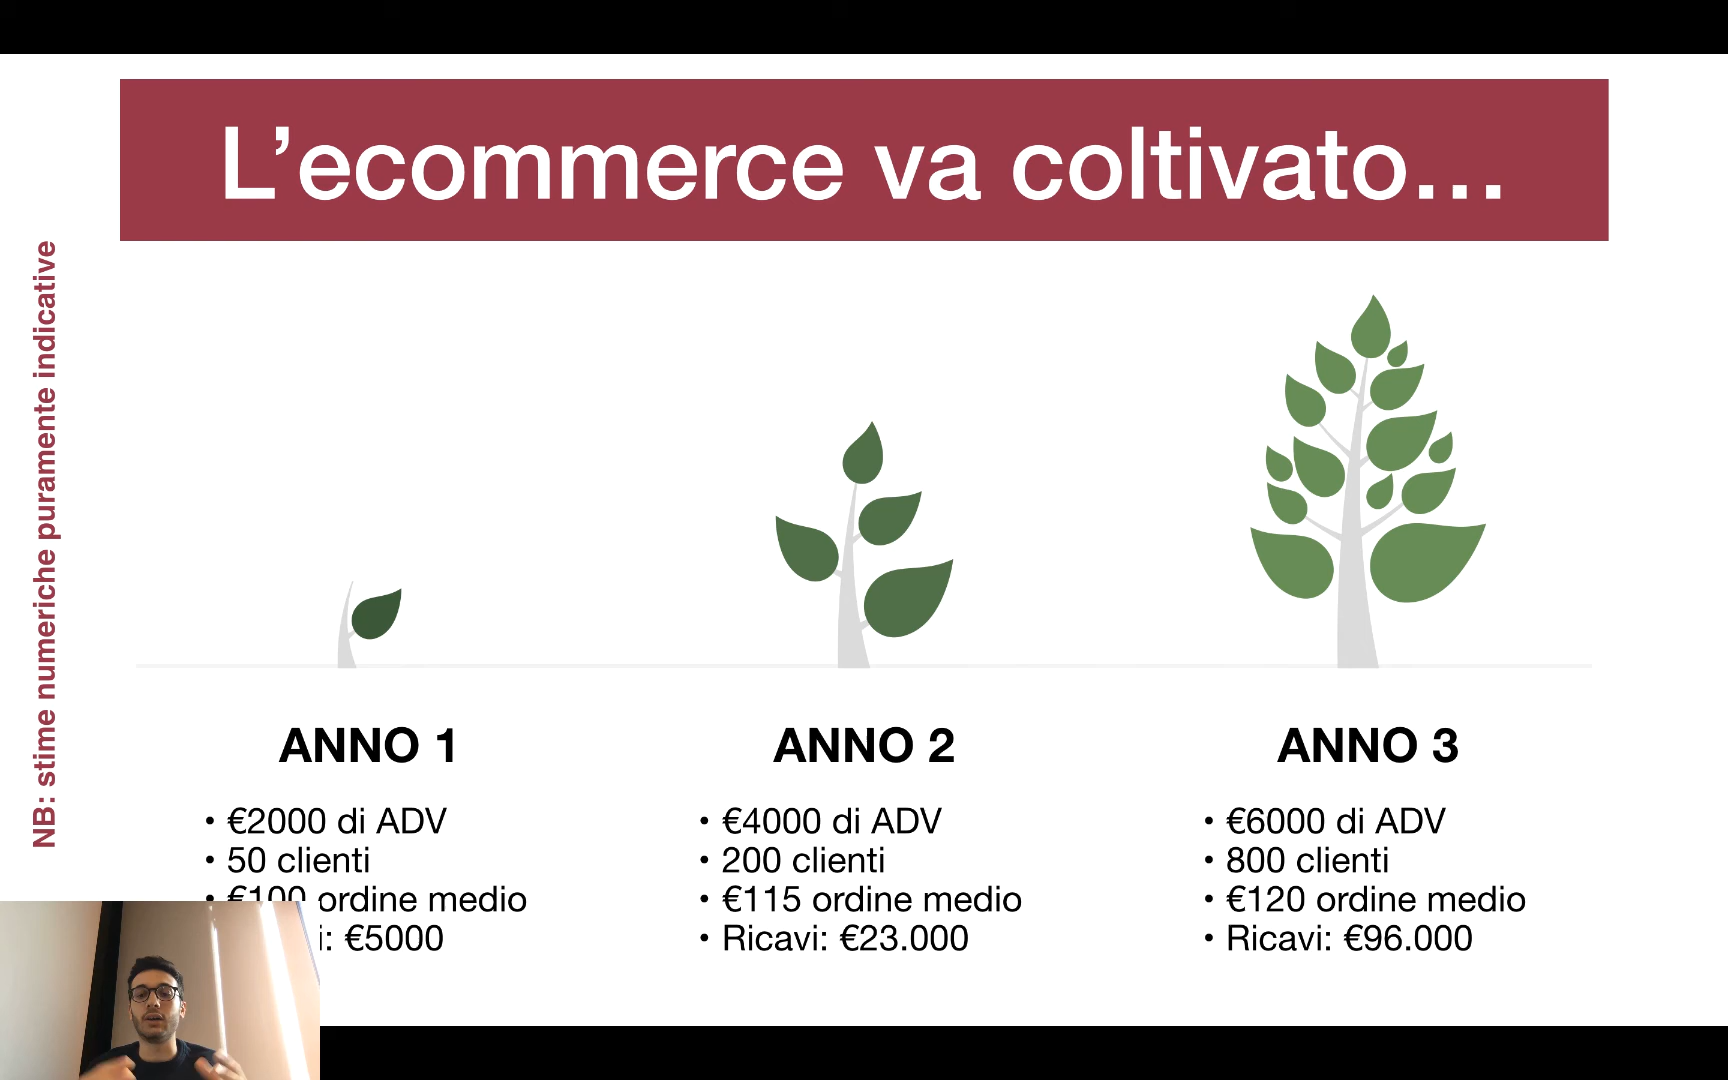 L’ecommerce va coltivato…
NB: stime numeriche puramente indicative
ANNO 1
• €2000 di ADV
• 50 clienti
• €100 ordine medio
i: €5000
ANNO 2
• €4000 di ADV
• 200 clienti
• €115 ordine medio
• Ricavi: €23.000
ANNO 3
• €6000 di ADV
• 800 clienti
• €120 ordine medio
• Ricavi: €96.000